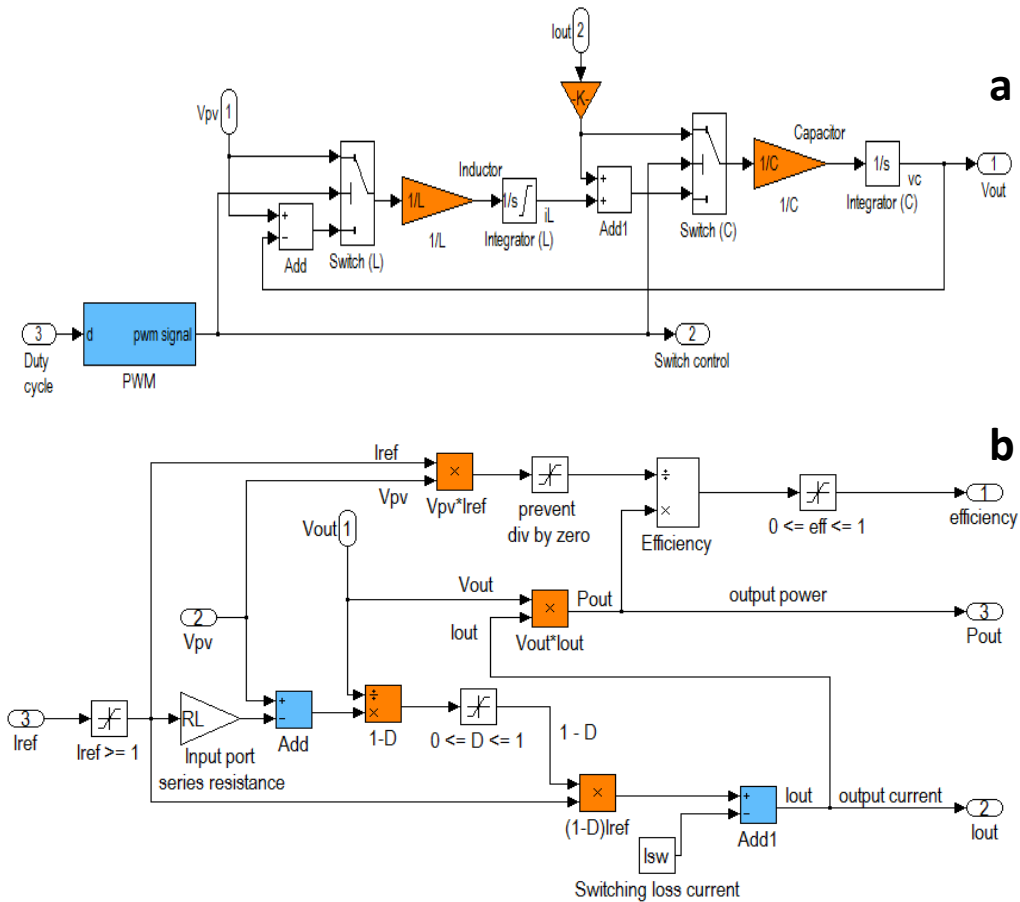 a
Iout 2
-K-
Vpv 1
Capacitor
Inductor
1/L
1/s
iL
+
+
1/C
1/s
vc
1
Vout
+
−
Add
Switch (L)
1/L
Integrator (L)
Add1
Switch (C)
1/C
Integrator (C)
3
d
pwm signal
2
Duty
cycle
PWM
Switch control
b
Iref
×
Vpv
Vpv*Iref
prevent
div by zero
÷
×
Efficiency
0 <= eff <= 1
1
efficiency
Vout 1
Vout
×
Pout
output power
3
Iout
Vout*Iout
Pout
2
Vpv
3
Iref
Iref >= 1
RL
Input port
series resistance
+
−
Add
÷
×
1-D
0 <= D <= 1
1 - D
×
(1-D)Iref
+
−
Iout
output current
2
Add1
Iout
Isw
Switching loss current